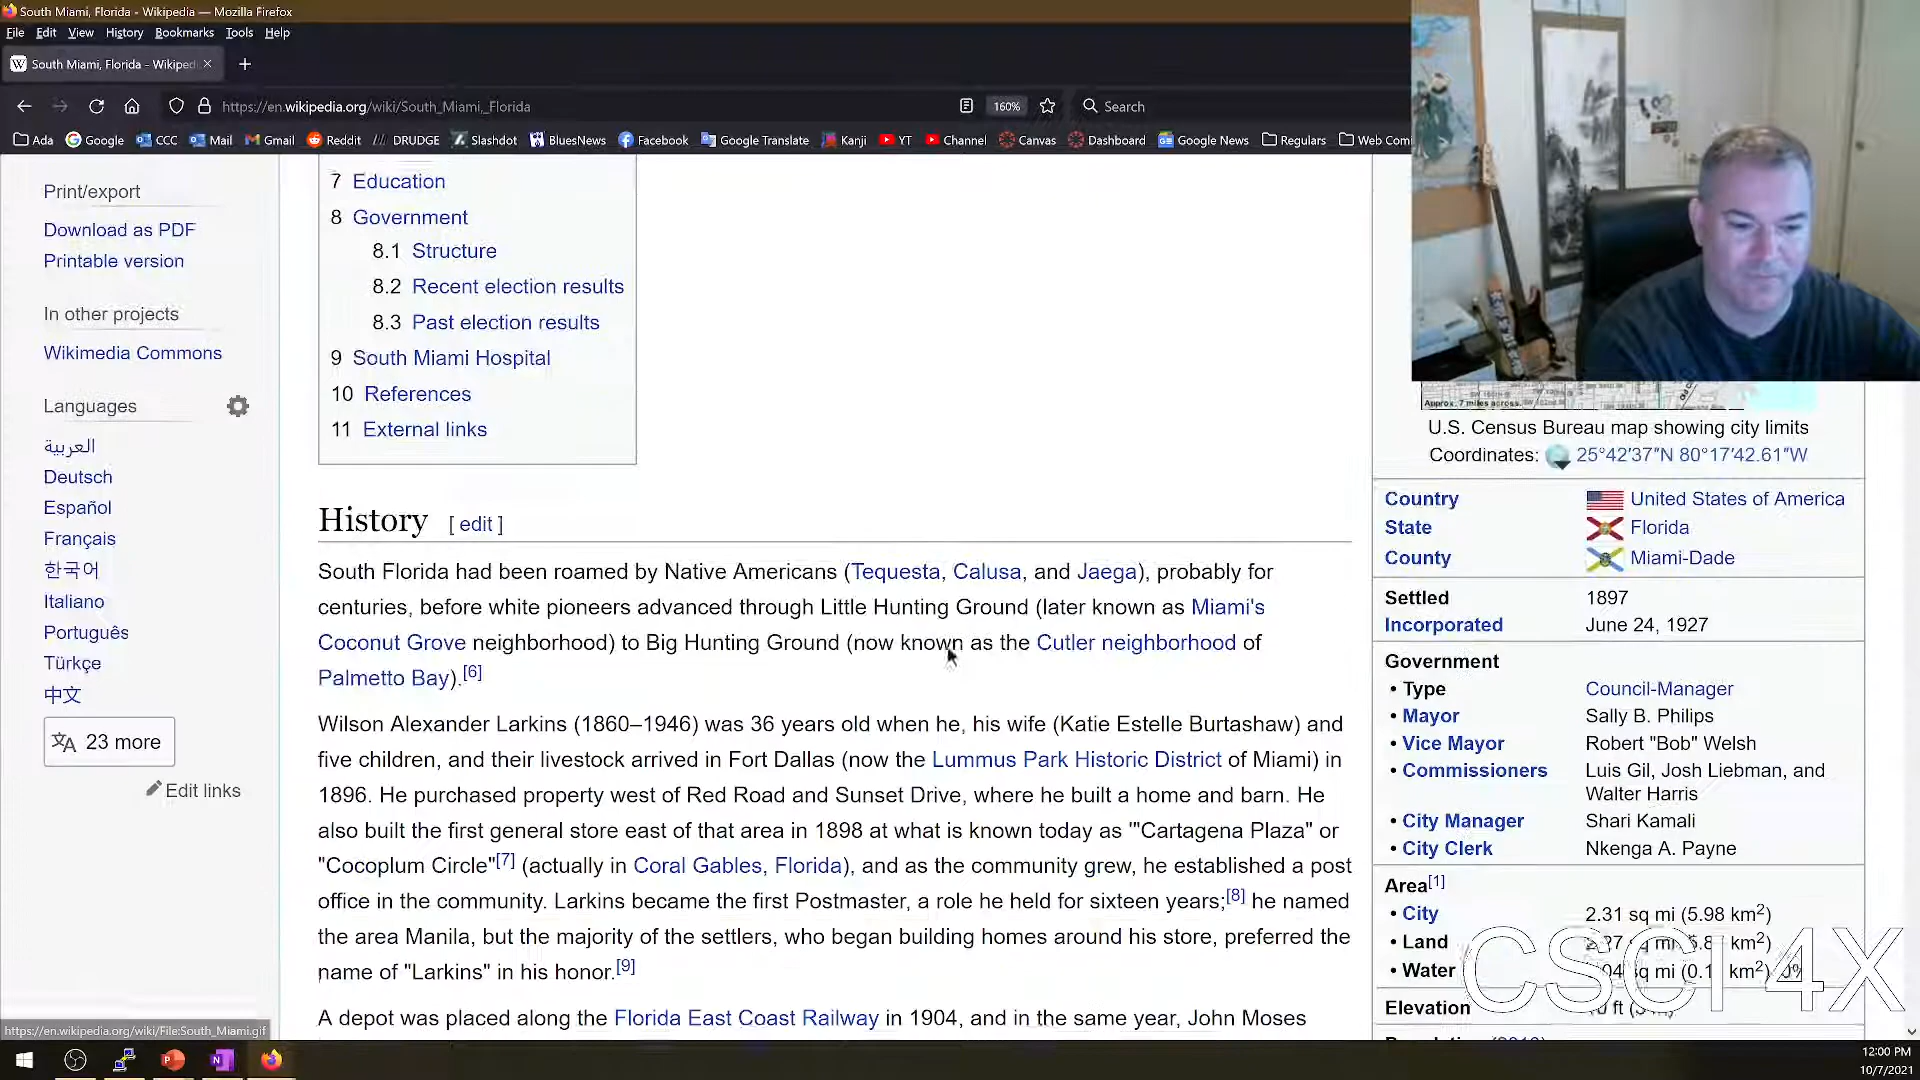 South Miami, Florida - Wikipedia — Mozilla Firefox
File Edit View History Bookmarks Tools Help
South Miami, Florida - Wikiped
https://en.wikipedia.org/wiki/South_Miami,_Florida 160% Search
Ada Google CCC Mail Gmail Reddit DRUDGE Slashdot BluesNews Facebook Google Translate Kanji YT Channel Canvas Dashboard Google News Regulars Web Comi
Print/export
Download as PDF
Printable version
In other projects
Wikimedia Commons
Languages
العربية
Deutsch
Español
Français
한국어
Italiano
Português
Türkçe
中文
23 more
Edit links
7 Education
8 Government
8.1 Structure
8.2 Recent election results
8.3 Past election results
9 South Miami Hospital
10 References
11 External links
History [ edit ]
South Florida had been roamed by Native Americans (Tequesta, Calusa, and Jaega), probably for
centuries, before white pioneers advanced through Little Hunting Ground (later known as Miami's
Coconut Grove neighborhood) to Big Hunting Ground (now known as the Cutler neighborhood of
Palmetto Bay).[6]
Wilson Alexander Larkins (1860–1946) was 36 years old when he, his wife (Katie Estelle Burtashaw) and
five children, and their livestock arrived in Fort Dallas (now the Lummus Park Historic District of Miami) in
1896. He purchased property west of Red Road and Sunset Drive, where he built a home and barn. He
also built the first general store east of that area in 1898 at what is known today as '"Cartagena Plaza" or
"Cocoplum Circle"[7] (actually in Coral Gables, Florida), and as the community grew, he established a post
office in the community. Larkins became the first Postmaster, a role he held for sixteen years;[8] he named
the area Manila, but the majority of the settlers, who began building homes around his store, preferred the
name of "Larkins" in his honor.[9]
A depot was placed along the Florida East Coast Railway in 1904, and in the same year, John Moses
Approx. 7 miles across.
U.S. Census Bureau map showing city limits
Coordinates: 25°42′37″N 80°17′42.61″W
Country United States of America
State Florida
County Miami-Dade
Settled 1897
Incorporated June 24, 1927
Government
• Type Council-Manager
• Mayor Sally B. Philips
• Vice Mayor Robert "Bob" Welsh
• Commissioners Luis Gil, Josh Liebman, and
Walter Harris
• City Manager Shari Kamali
• City Clerk Nkenga A. Payne
Area[1]
• City 2.31 sq mi (5.98 km2)
• Land
• Water
Elevation
CSCI 4X
https://en.wikipedia.org/wiki/File:South_Miami.gif
12:00 PM
10/7/2021